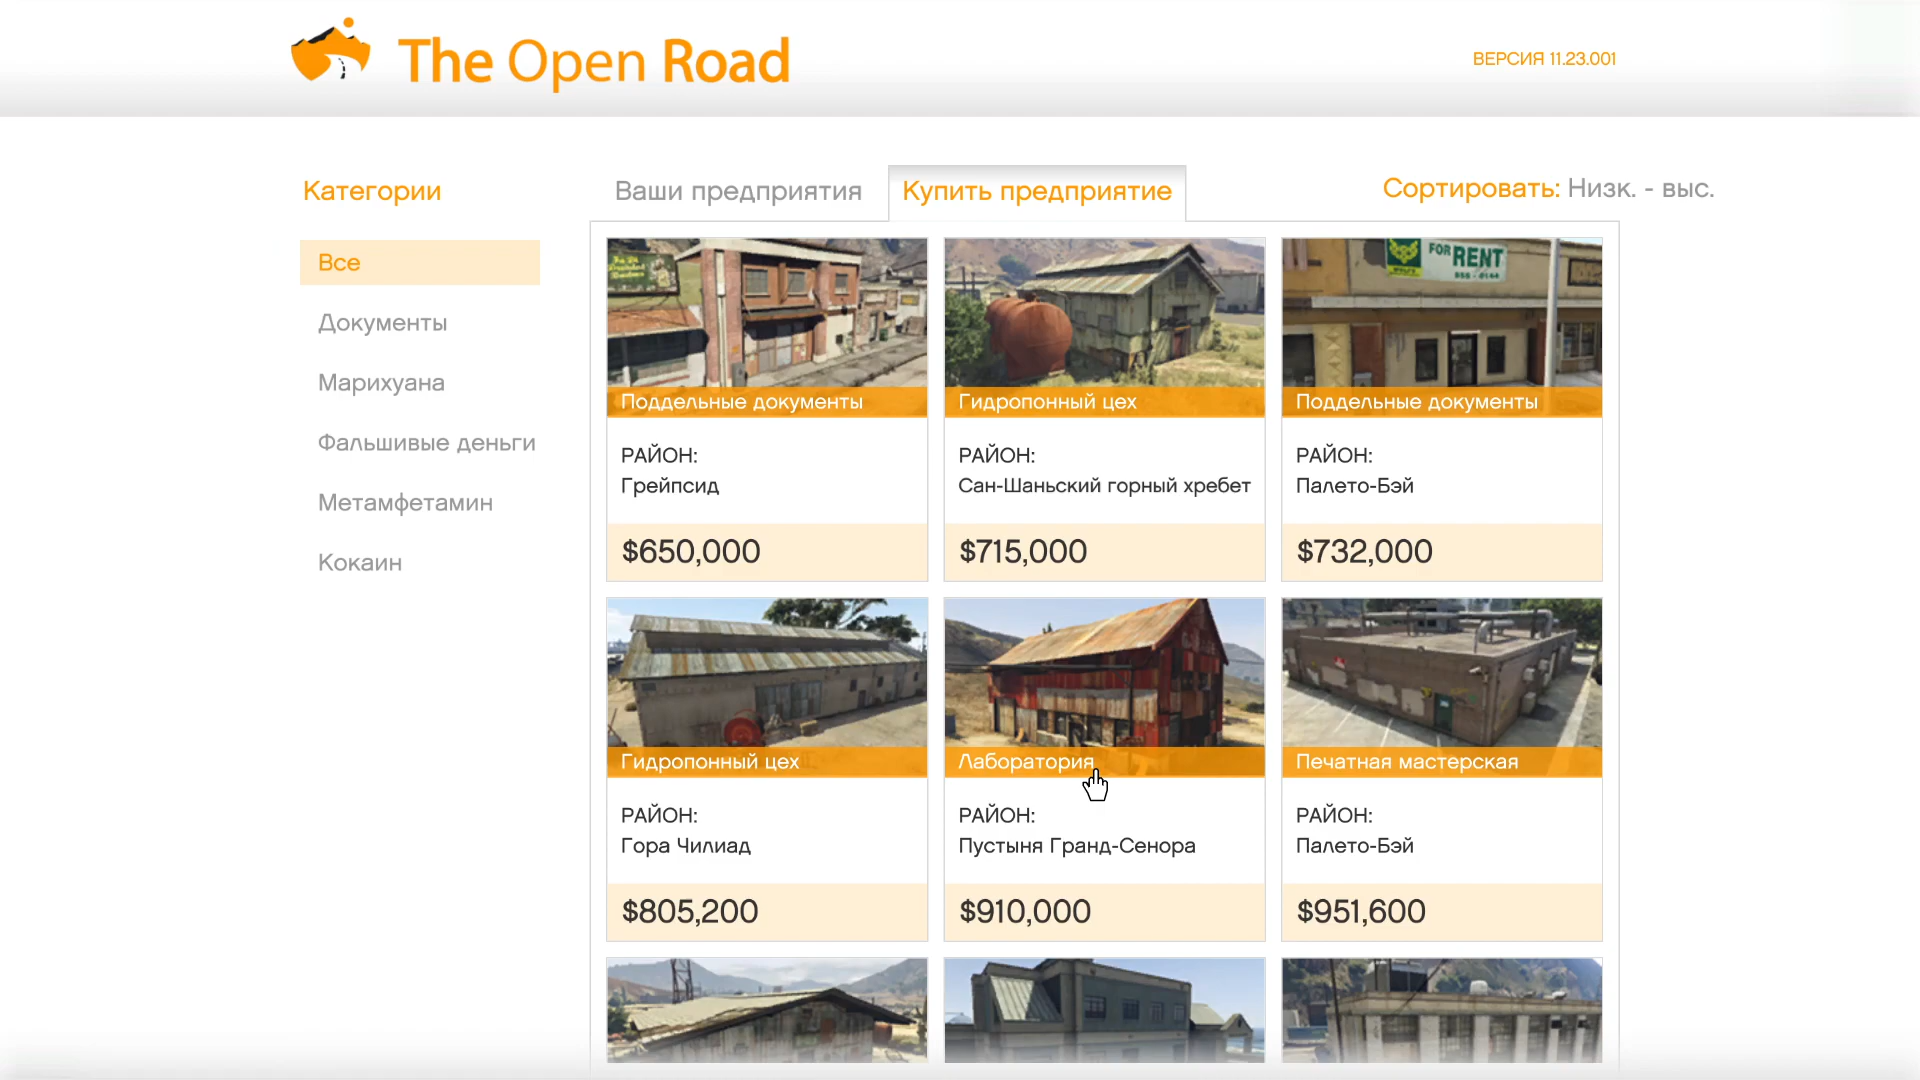 The Open Road
ВЕРСИЯ 11.23.001
Категории
Ваши предприятия
Купить предприятие
Сортировать: Низк. - выс.
Все
Документы
Марихуана
Фальшивые деньги
Метамфетамин
Кокаин
FOR RENT
Поддельные документы
РАЙОН:
Грейпсид
$650,000
Гидропонный цех
РАЙОН:
Сан-Шаньский горный хребет
$715,000
Поддельные документы
РАЙОН:
Палето-Бэй
$732,000
Гидропонный цех
РАЙОН:
Гора Чилиад
$805,200
Лаборатория
РАЙОН:
Пустыня Гранд-Сенора
$910,000
Печатная мастерская
РАЙОН:
Палето-Бэй
$951,600